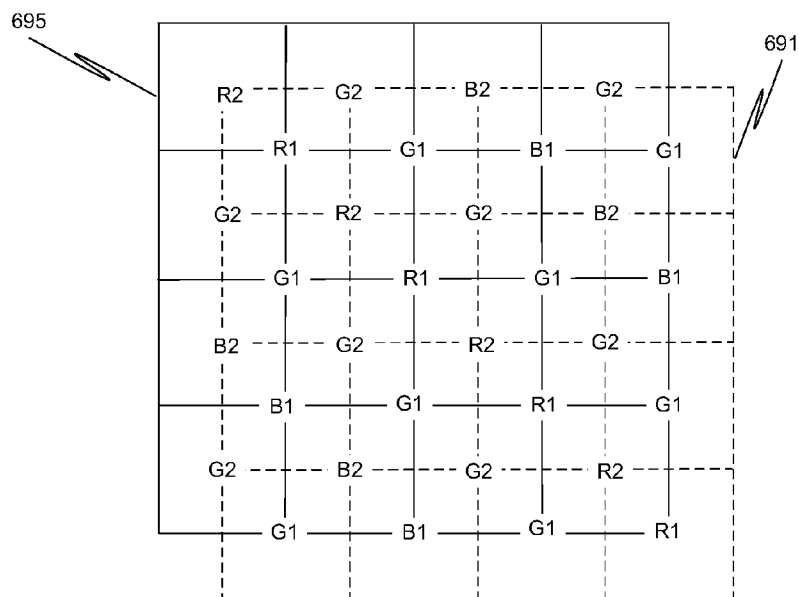 695
691
R2 G2 B2 G2
R1 G1 B1 G1
G2 R2 G2 B2
G1 R1 G1 B1
B2 G2 R2 G2
B1 G1 R1 G1
G2 B2 G2 R2
G1 B1 G1 R1